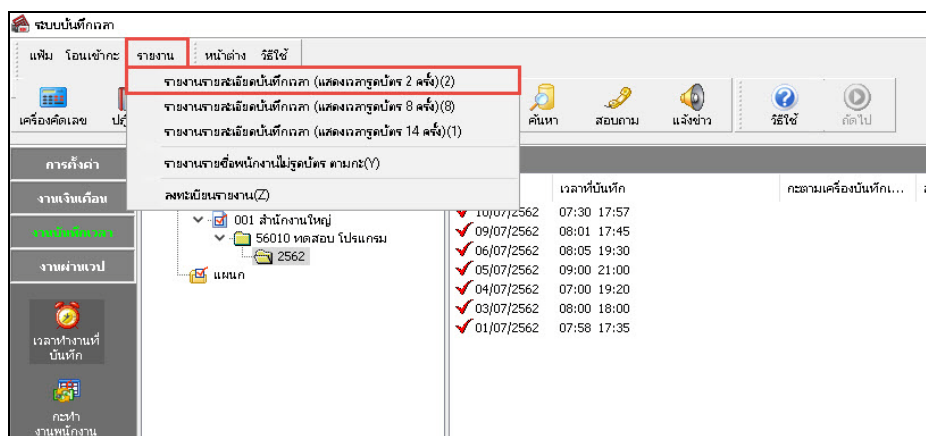 ระบบบันทึกเวลา
แฟ้ม โอนเข้ากะ รายงาน หน้าต่าง วิธีใช้
รายงานรายละเอียดบันทึกเวลา (แสดงเวลารูดบัตร 2 ครั้ง)(2)
รายงานรายละเอียดบันทึกเวลา (แสดงเวลารูดบัตร 8 ครั้ง)(8)
รายงานรายละเอียดบันทึกเวลา (แสดงเวลารูดบัตร 14 ครั้ง)(1)
รายงานรายชื่อพนักงานไม่รูดบัตร ตามกะ(Y)
ลงทะเบียนรายงาน(Z)
เครื่องคิดเลข ค้นหา สอบถาม แจ้งข่าว วิธีใช้ ถัดไป
การตั้งค่า
งานเงินเดือน
งานบันทึกเวลา
งานผ่านเวป
เวลาทำงานที่
บันทึก
กะทำ
งานพนักงาน
001 สำนักงานใหญ่
56010 ทดสอบ โปรแกรม
2562
แผนก
เวลาที่บันทึก กะตามเครื่องบันทึกเ...
10/07/2562 07:30 17:57
09/07/2562 08:01 17:45
06/07/2562 08:05 19:30
05/07/2562 09:00 21:00
04/07/2562 07:00 19:20
03/07/2562 08:00 18:00
01/07/2562 07:58 17:35